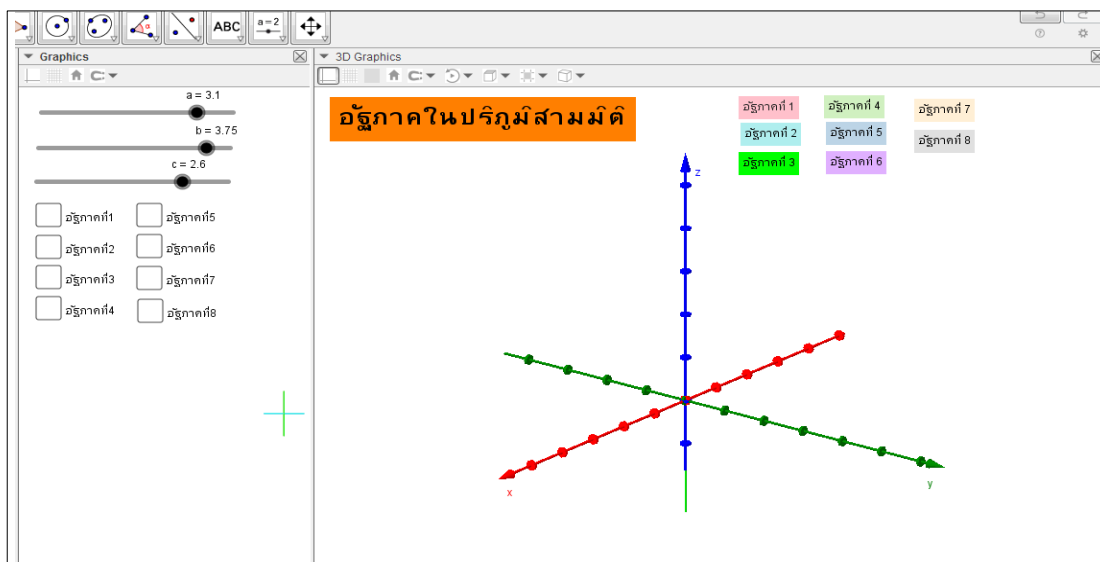 ABC
a=2
α
Graphics
3D Graphics
a = 3.1
b = 3.75
c = 2.6
อัฐภาคที่1
อัฐภาคที่2
อัฐภาคที่3
อัฐภาคที่4
อัฐภาคที่5
อัฐภาคที่6
อัฐภาคที่7
อัฐภาคที่8
อัฐภาคในปริภูมิสามมิติ
อัฐภาคที่ 1
อัฐภาคที่ 2
อัฐภาคที่ 3
อัฐภาคที่ 4
อัฐภาคที่ 5
อัฐภาคที่ 6
อัฐภาคที่ 7
อัฐภาคที่ 8
z
x
y